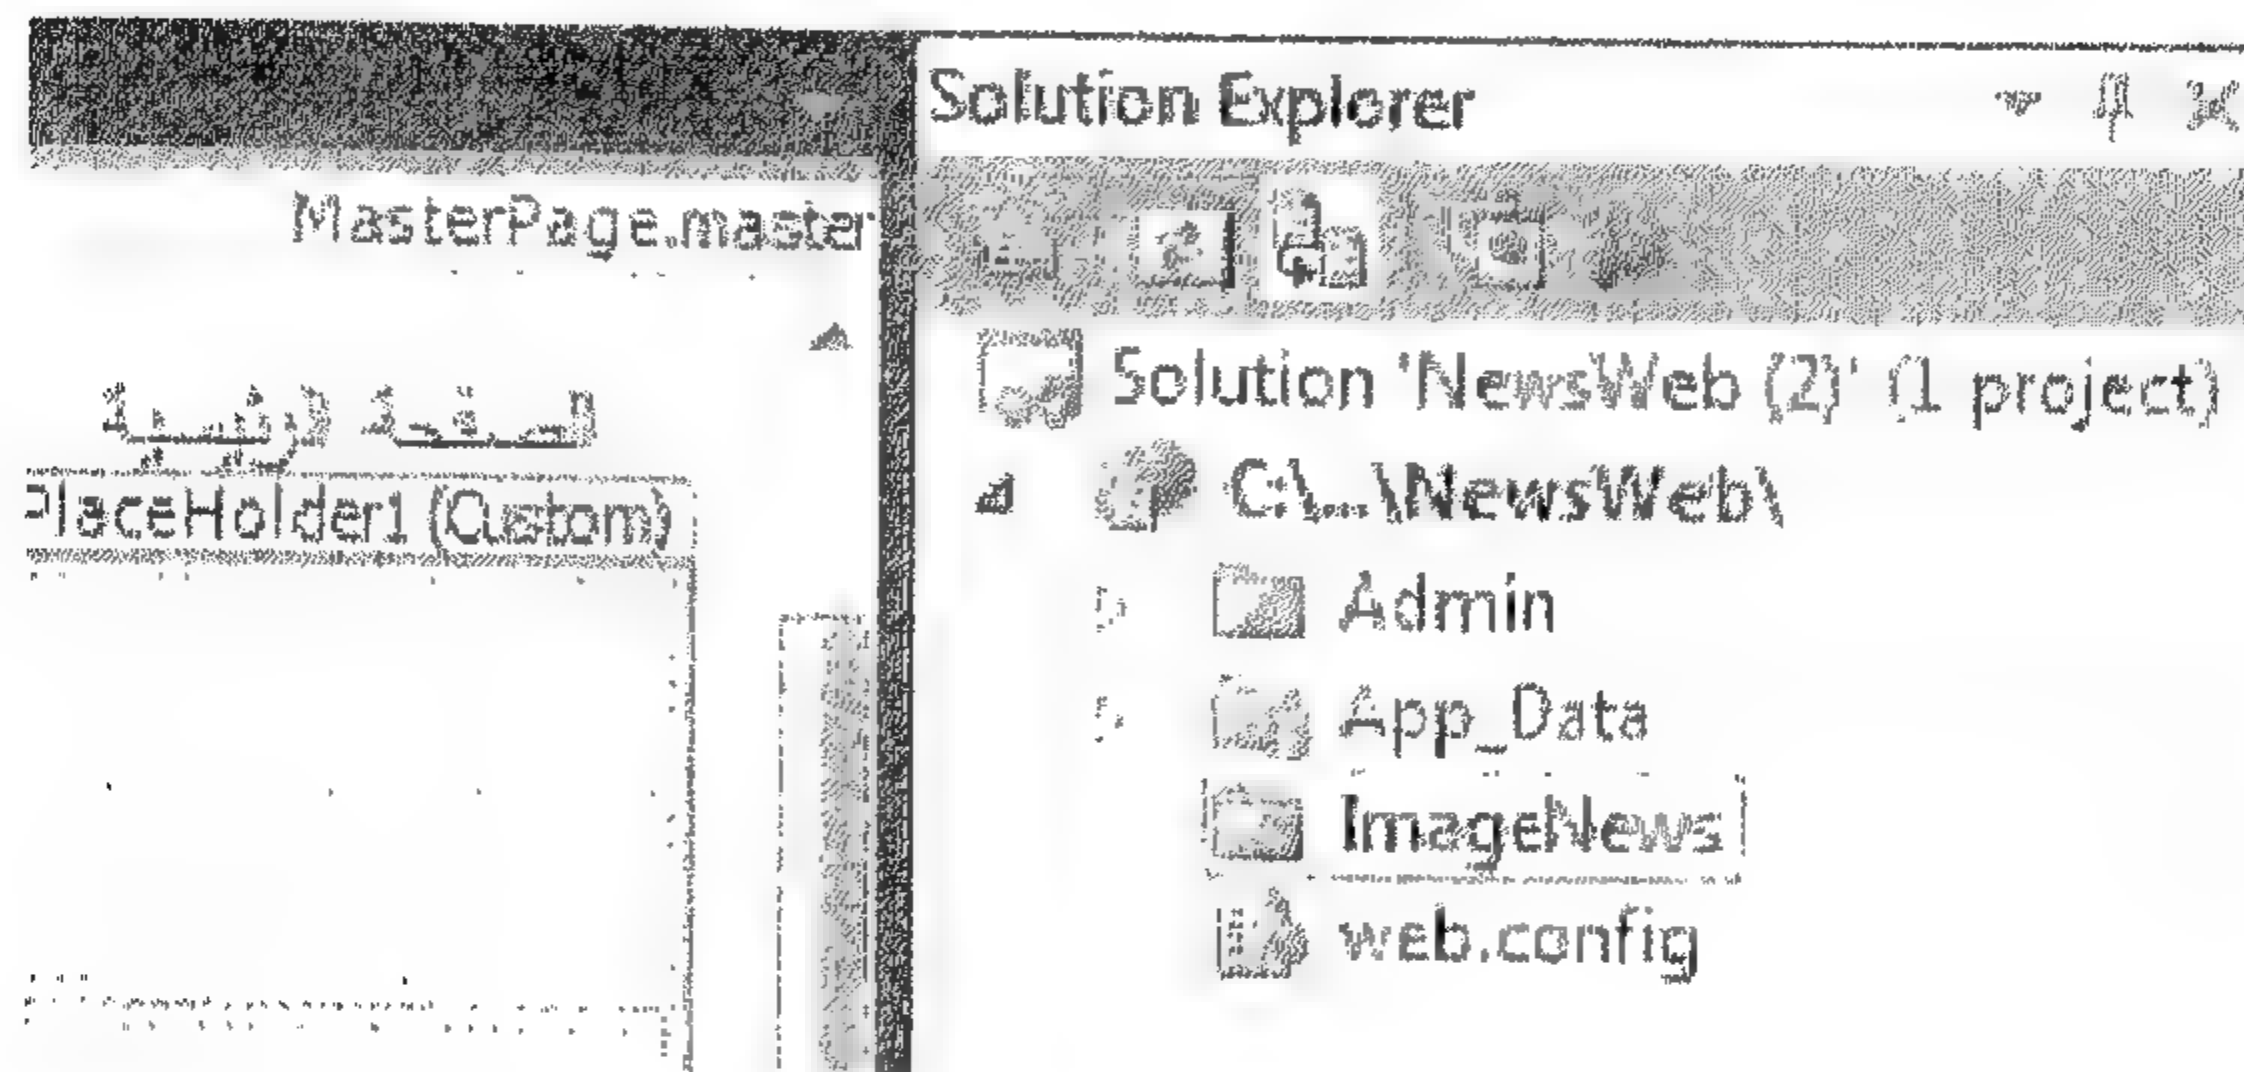 Solution Explorer
MasterPage.master
Solution 'NewsWeb (2)' (1 project)
الصفحة الرئيسية
C:\...\NewsWeb\
PlaceHolder1 (Custom)
Admin
App_Data
ImageNews
web.config